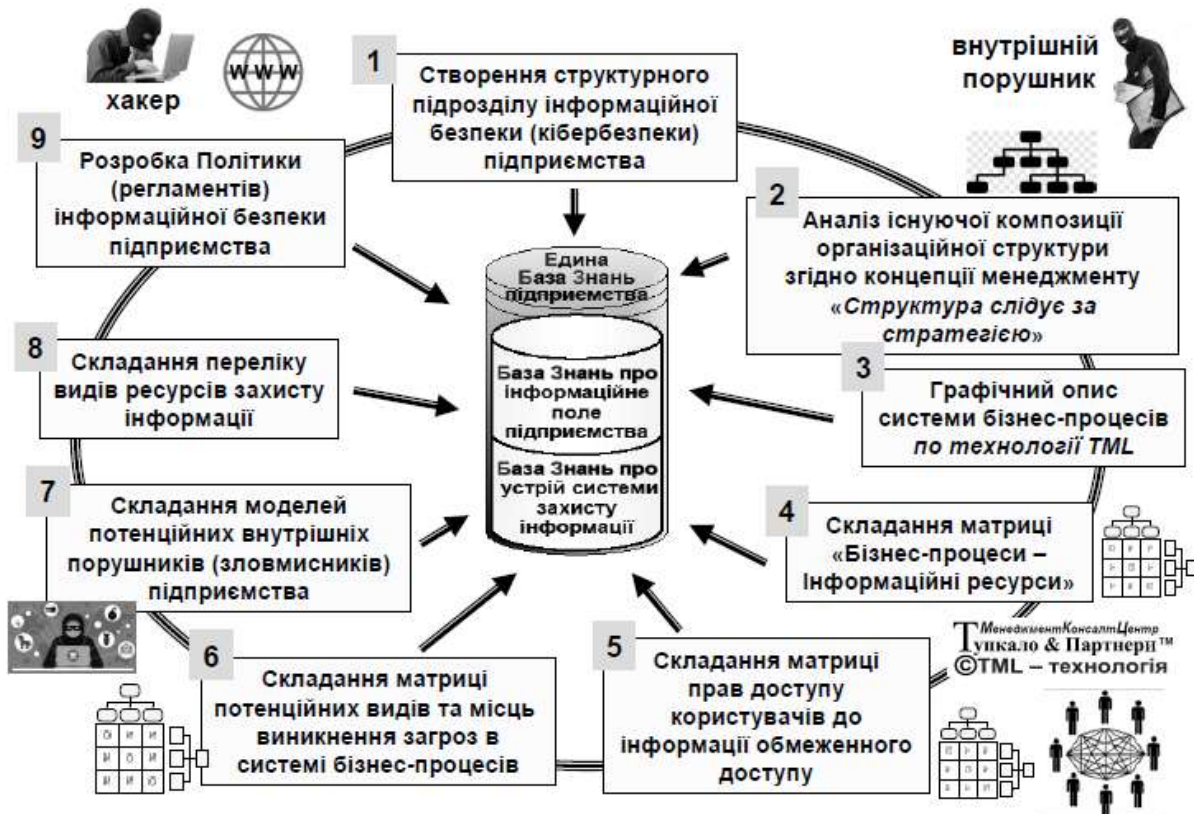 хакер
WWW
внутрішній
порушник
1
Створення структурного
підрозділу інформаційної
безпеки (кібербезпеки)
підприємства
2
Аналіз існуючої композиції
організаційної структури
згідно концепції менеджменту
«Структура слідує за
стратегією»
3
Графічний опис
системи бізнес-процесів
по технології TML
4
Складання матриці
«Бізнес-процеси –
Інформаційні ресурси»
5
Складання матриці
прав доступу
користувачів до
інформації обмеженного
доступу
6
Складання матриці
потенційних видів та місць
виникнення загроз в
системі бізнес-процесів
7
Складання моделей
потенційних внутрішніх
порушників (зловмисників)
підприємства
8
Складання переліку
видів ресурсів захисту
інформації
9
Розробка Політики
(регламентів)
інформаційної безпеки
підприємства
Едина
База Знань
підприємства
База Знань про
інформаційне
поле
підприємства
База Знань про
устрій системи
захисту
інформації
МенеджментКонсалтЦентр
Тупкало & Партнери™
©TML – технологія